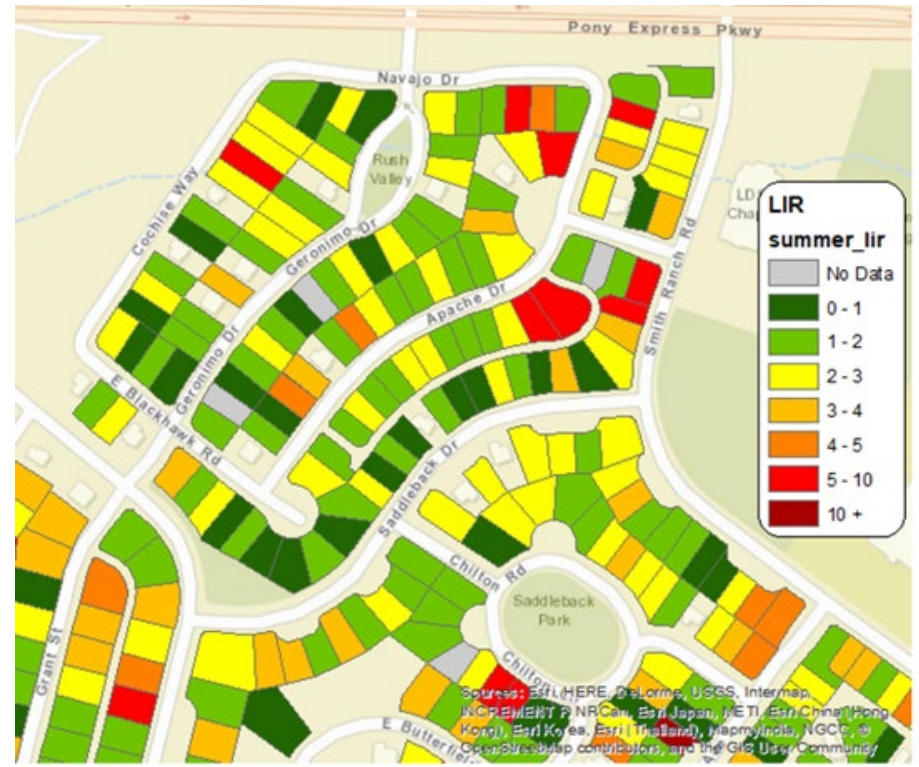 Pony Express Pkwy
Navajo Dr
Rush
Valley
Cochise Way
Geronimo Dr
Apache Dr
Smith Ranch Rd
Geronimo Dr
E Blackhawk Rd
Saddleback Dr
Chilton Rd
Saddleback
Park
Chilton
Grant St
E Butterfie
LD
Cha
LIR
summer_lir
No Data
0 - 1
1 - 2
2 - 3
3 - 4
4 - 5
5 - 10
10 +
Sources: Esri, HERE, DeLorme, USGS, Intermap,
INCREMENT P, NRCan, Esri Japan, METI, Esri China (Hong
Kong), Esri Korea, Esri (Thailand), MapmyIndia, NGCC, ©
OpenStreetMap contributors, and the GIS User Community